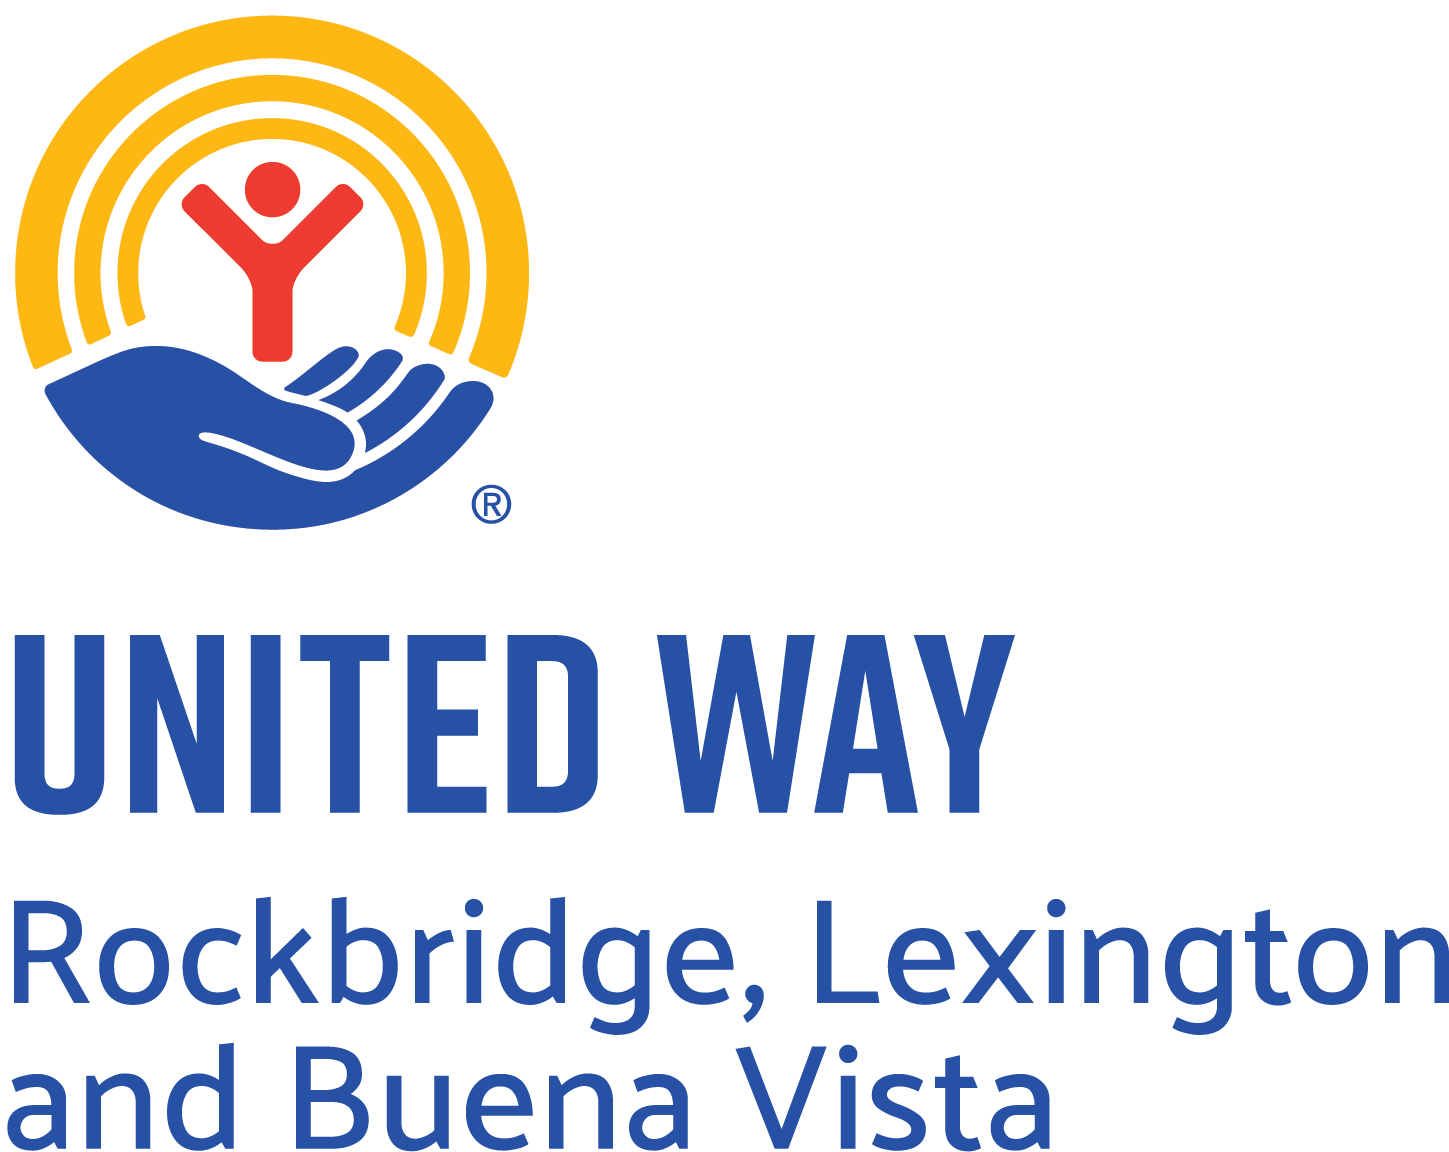 ®
UNITED WAY
Rockbridge, Lexington
and Buena Vista